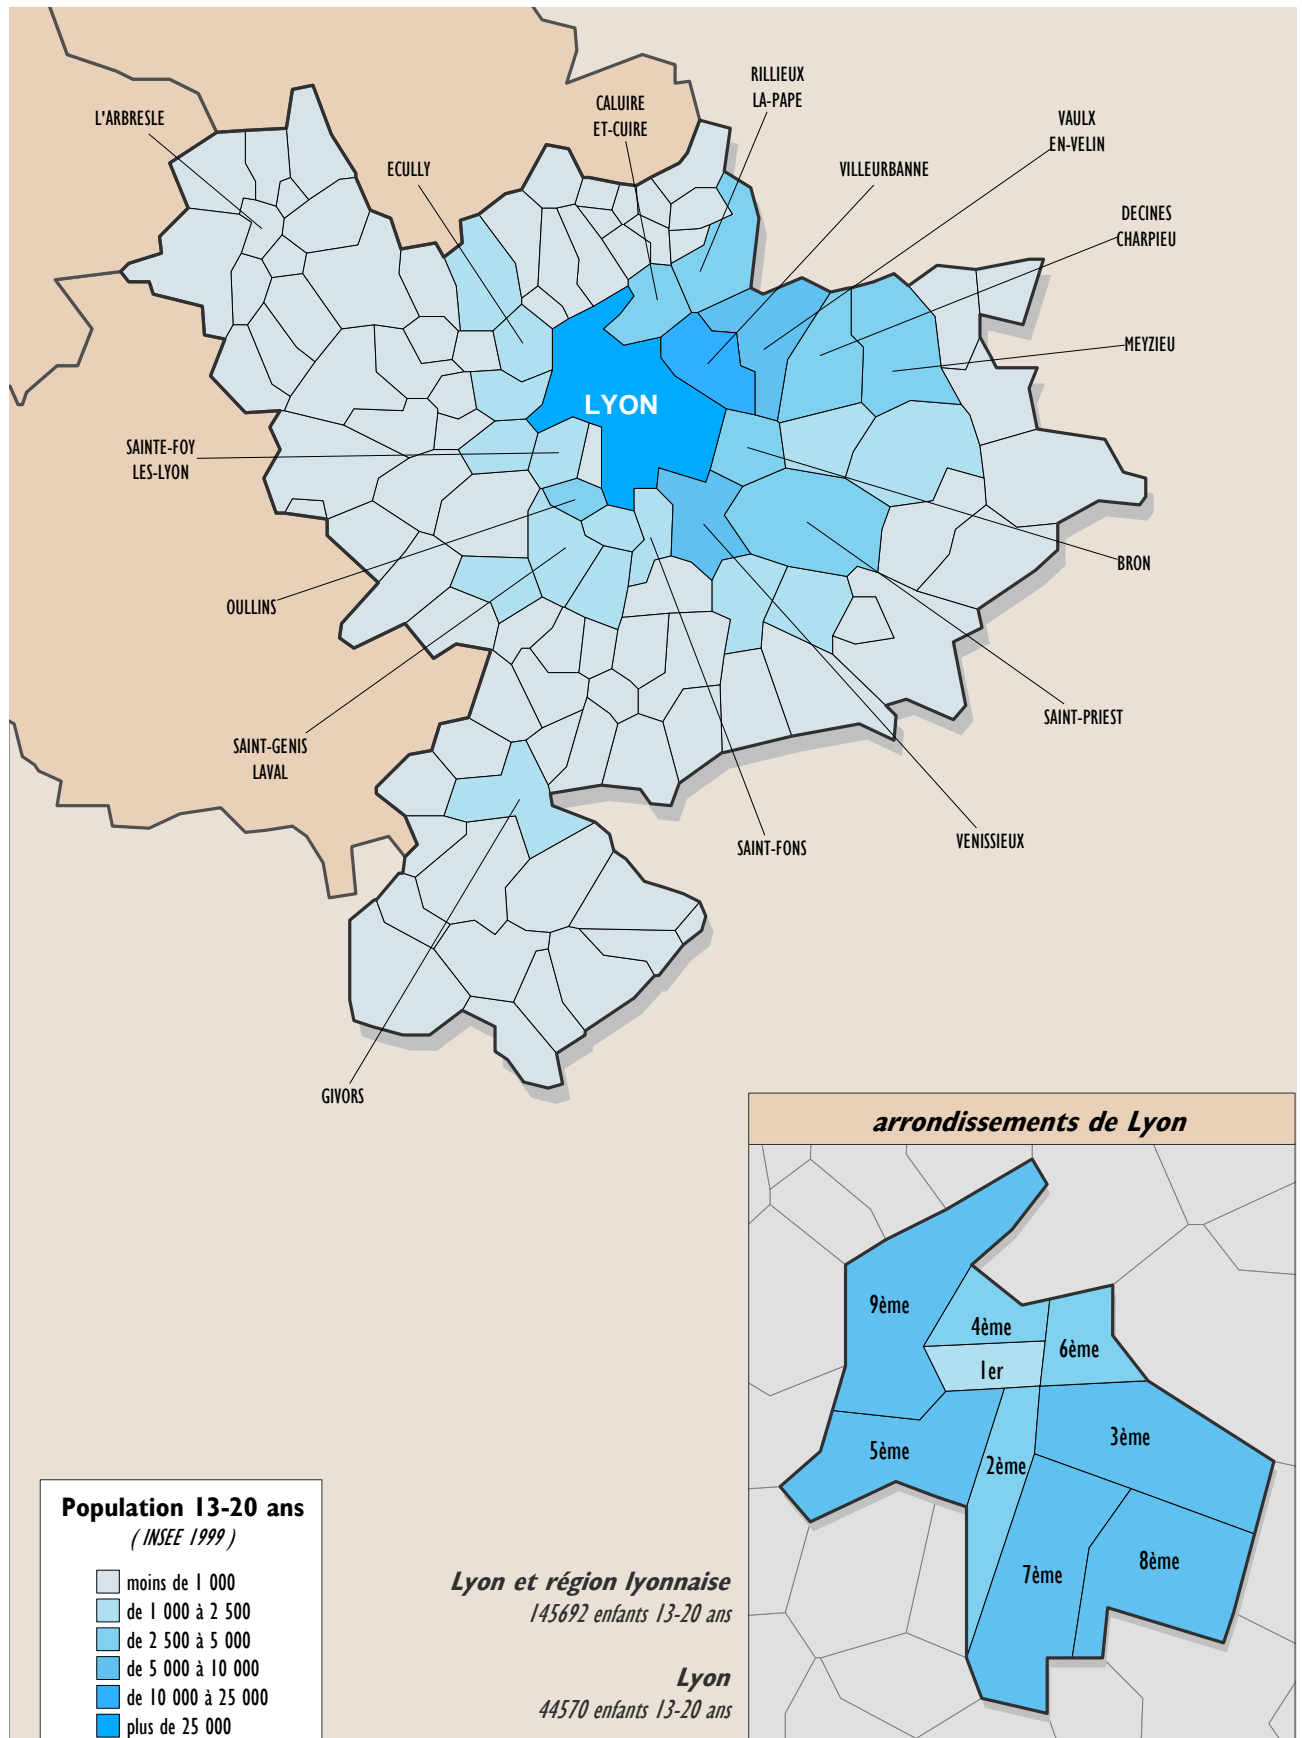 RILLIEUX
LA-PAPE
CALUIRE
ET-CUIRE
L'ARBRESLE
VAULX
EN-VELIN
ECULLY
VILLEURBANNE
DECINES
CHARPIEU
MEYZIEU
LYON
SAINTE-FOY
LES-LYON
BRON
OULLINS
SAINT-PRIEST
SAINT-GENIS
LAVAL
SAINT-FONS
VENISSIEUX
GIVORS
arrondissements de Lyon
9ème
4ème
6ème
1er
3ème
5ème
2ème
8ème
7ème
Population 13-20 ans
( INSEE 1999 )
moins de 1 000
de 1 000 à 2 500
de 2 500 à 5 000
de 5 000 à 10 000
de 10 000 à 25 000
plus de 25 000
Lyon et région lyonnaise
145692 enfants 13-20 ans
Lyon
44570 enfants 13-20 ans